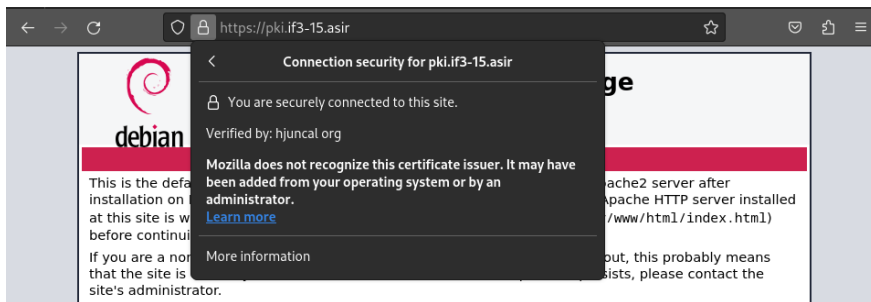 https://pki.if3-15.asir
Connection security for pki.if3-15.asir
ge
You are securely connected to this site.
debian
Verified by: hjuncal org
Mozilla does not recognize this certificate issuer. It may have
been added from your operating system or by an
administrator.
Learn more
More information
This is the defa
pache2 server after
installation on
Apache HTTP server installed
at this site is w
/www/html/index.html)
before continui
If you are a nor
out, this probably means
that the site is
sists, please contact the
site's administrator.